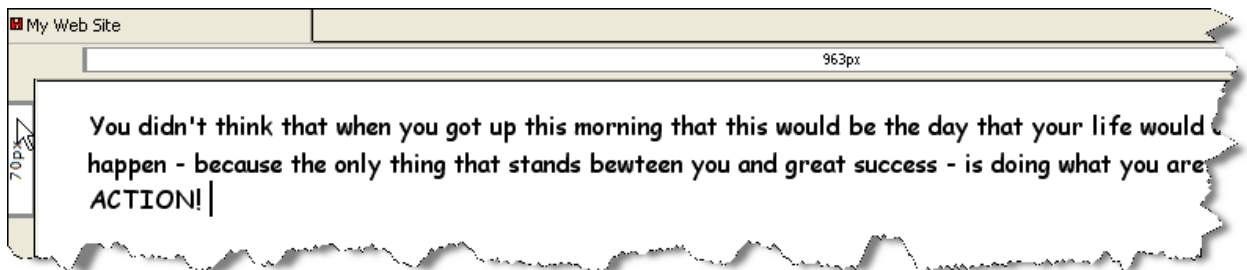 My Web Site
963px
70px
You didn't think that when you got up this morning that this would be the day that your life would
happen - because the only thing that stands bewteen you and great success - is doing what you are
ACTION!